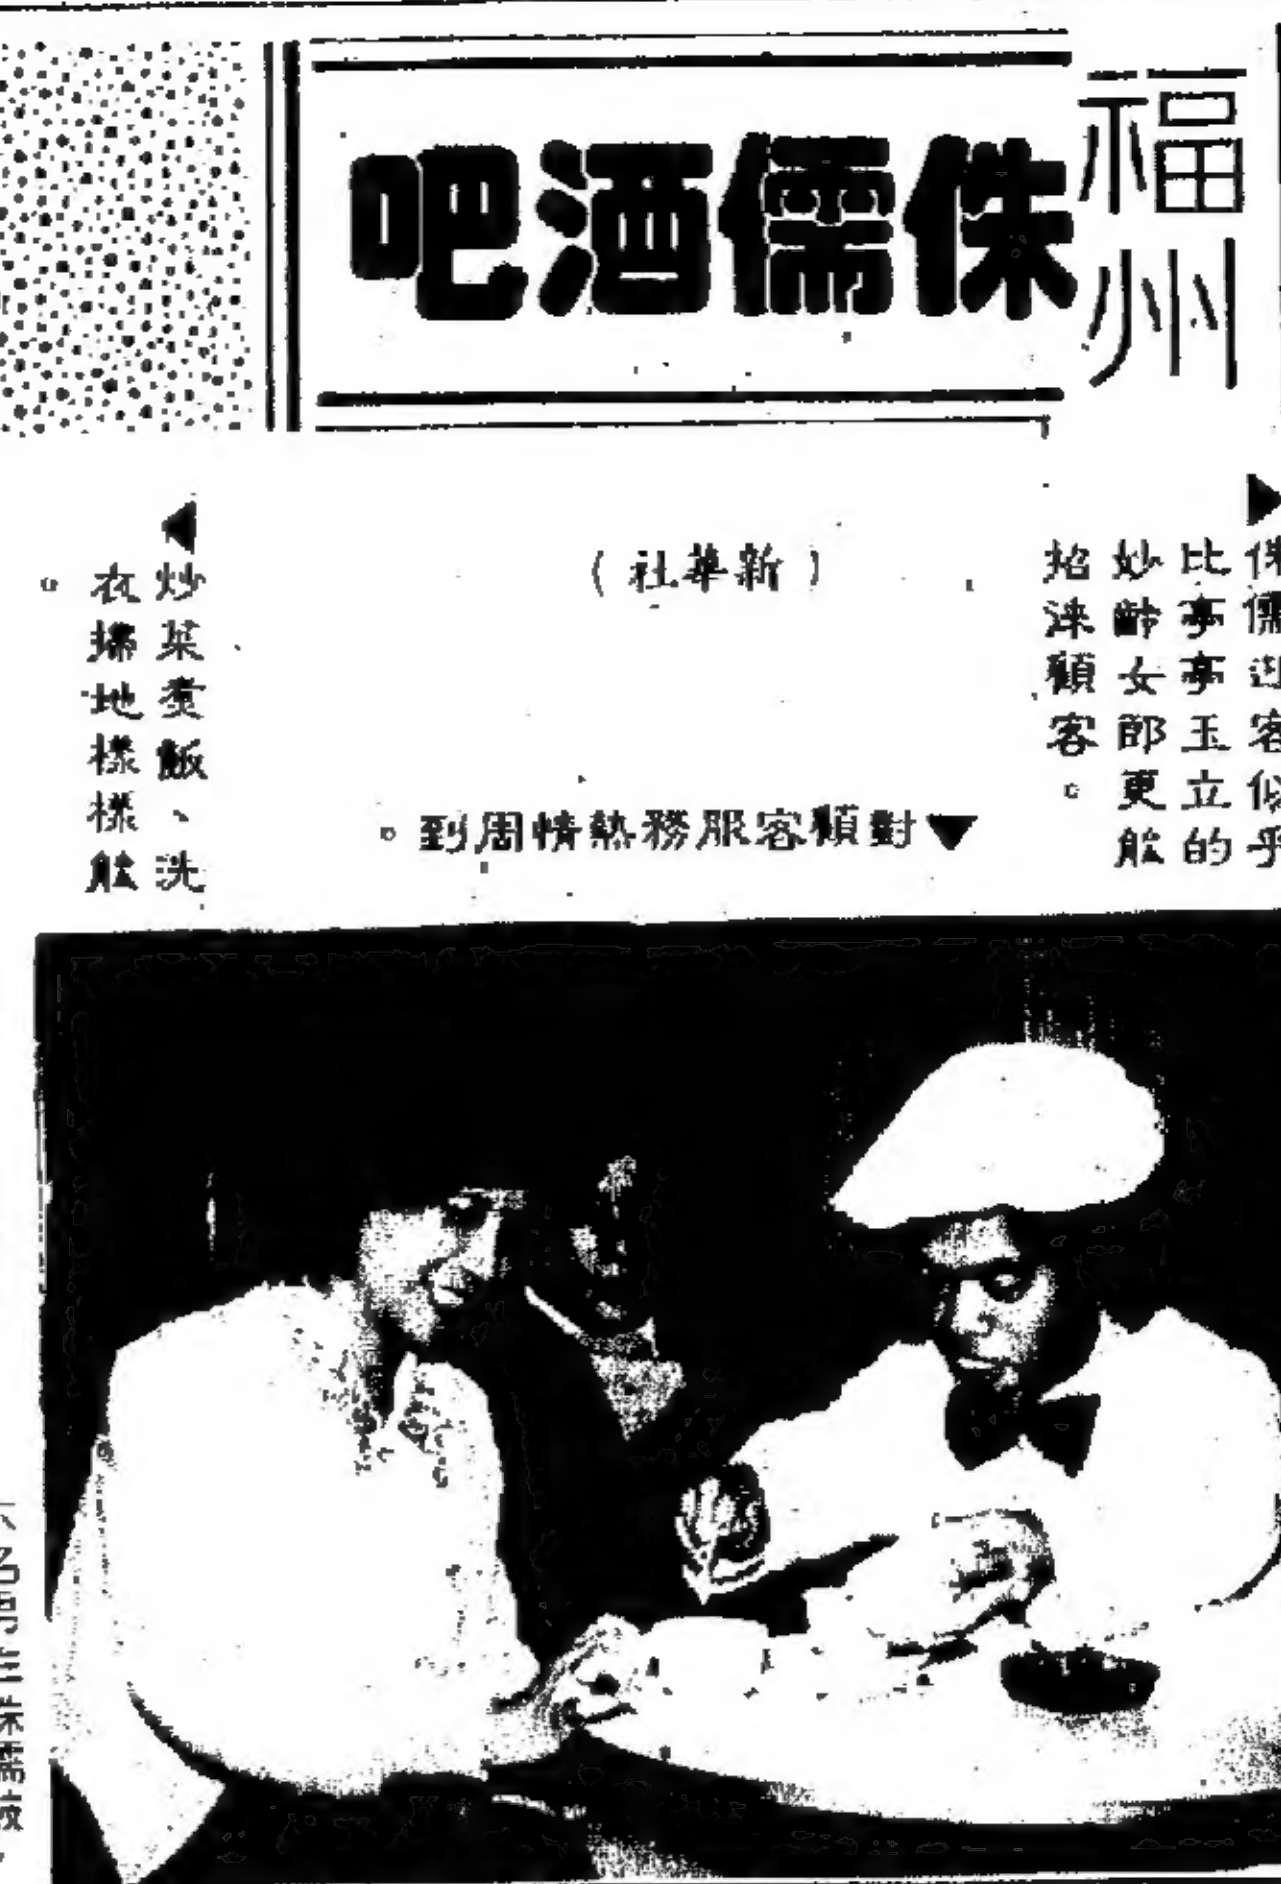 福州
侏儒酒吧
侏儒迎客似乎
比亭亭玉立的
妙齡女郎更能
招淶顧客。
(新華社)
對顧客服務熱情周到。
炒菜煮飯、洗
衣掃地樣樣能
。